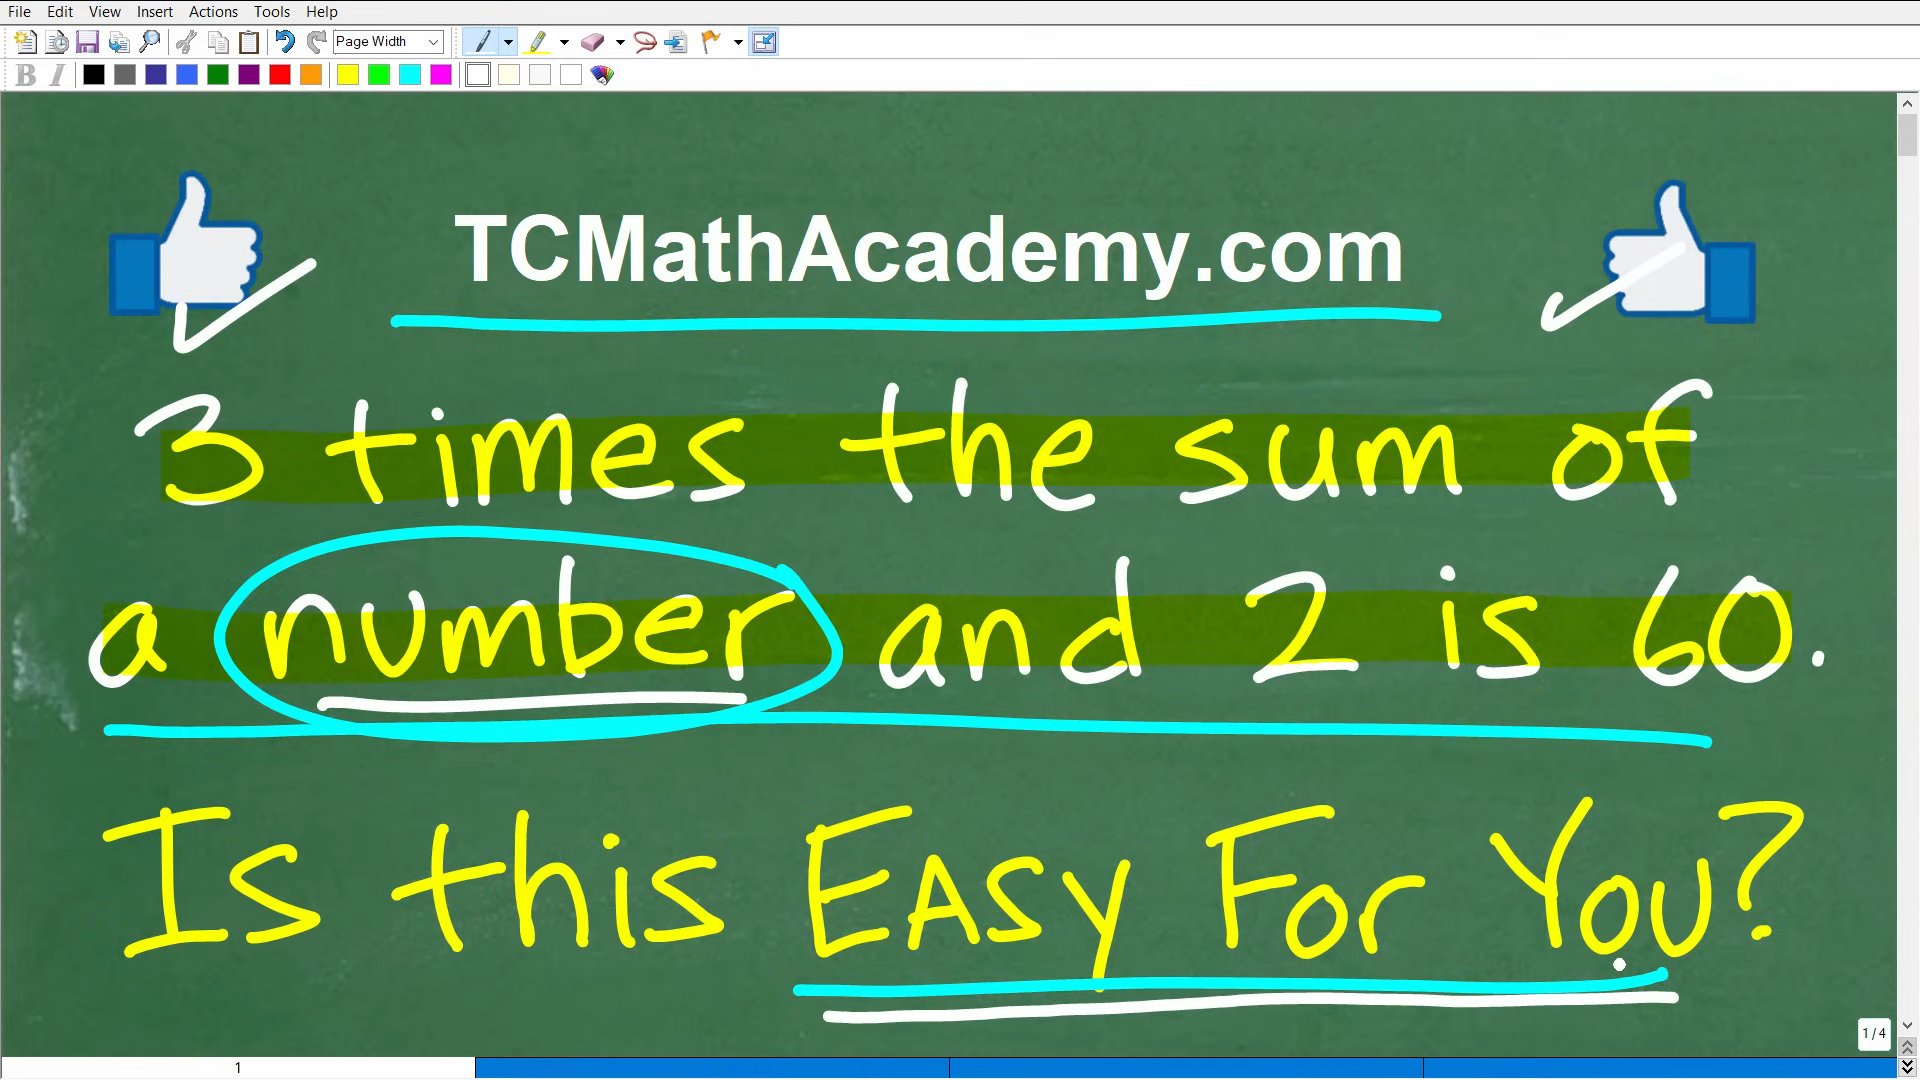 File Edit View Insert Actions Tools Help
Page Width
B I
TCMathAcademy.com
3 times the sum of
a number and 2 is 60.
Is this EASy For You?
1 / 4
1